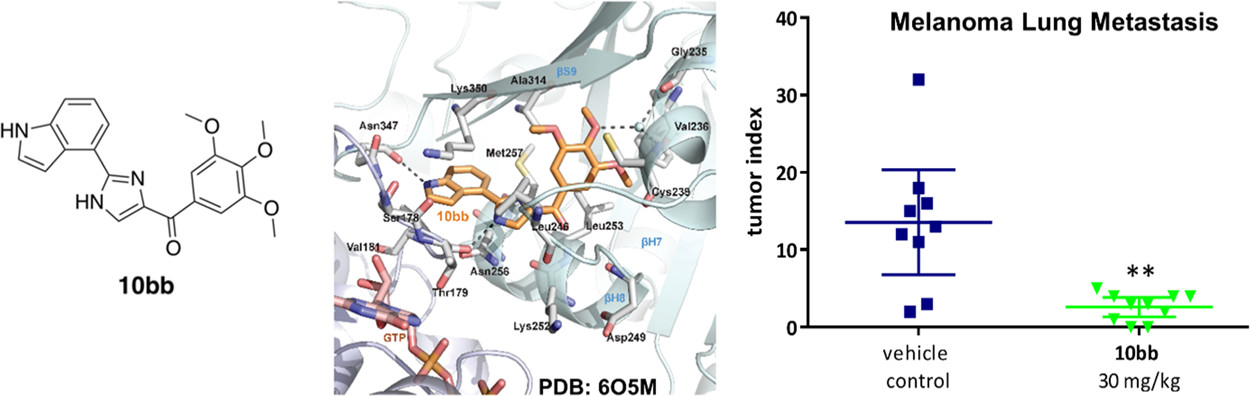 HN
O
O
N
HN
O
O
10bb
Gly235
βS9
Ala314
Lys350
Val236
Asn347
Met257
Cys239
Ser178
10bb
Leu246
Leu253
Val181
βH7
Asn256
Thr179
βH8
Lys252
Asp249
GTP
PDB: 6O5M
Melanoma Lung Metastasis
tumor index
40
30
20
10
0
**
vehicle
control
10bb
30 mg/kg